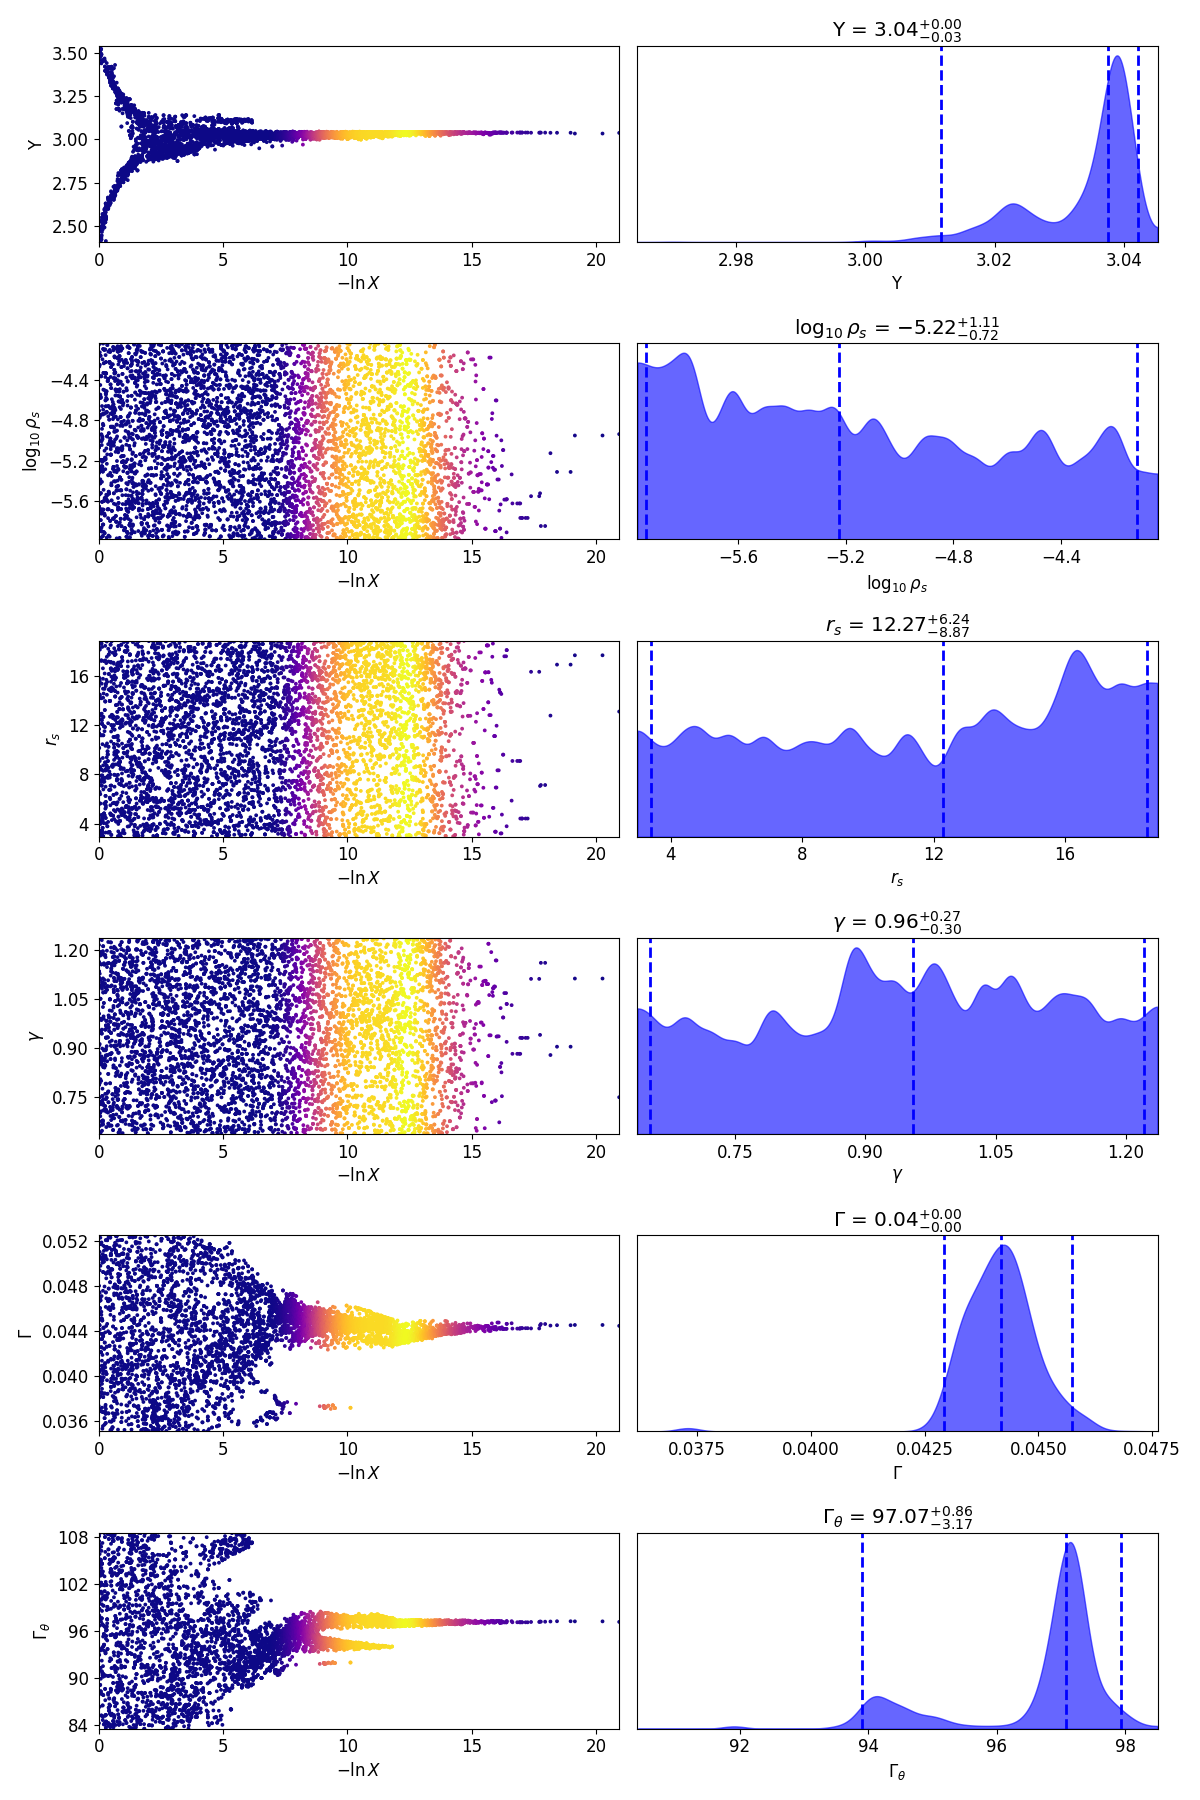 Υ = 3.04^{+0.00}_{−0.03}
3.50
3.25
3.00
2.75
2.50
Υ
0 5 10 15 20
−ln X
2.98 3.00 3.02 3.04
Υ
log₁₀ ρₛ = −5.22^{+1.11}_{−0.72}
−4.4
−4.8
−5.2
−5.6
log₁₀ ρₛ
0 5 10 15 20
−ln X
−5.6 −5.2 −4.8 −4.4
log₁₀ ρₛ
rₛ = 12.27^{+6.24}_{−8.87}
16
12
8
4
rₛ
0 5 10 15 20
−ln X
4 8 12 16
rₛ
γ = 0.96^{+0.27}_{−0.30}
1.20
1.05
0.90
0.75
γ
0 5 10 15 20
−ln X
0.75 0.90 1.05 1.20
γ
Γ = 0.04^{+0.00}_{−0.00}
0.052
0.048
0.044
0.040
0.036
Γ
0 5 10 15 20
−ln X
0.0375 0.0400 0.0425 0.0450 0.0475
Γ
Γ_θ = 97.07^{+0.86}_{−3.17}
108
102
96
90
84
Γ_θ
0 5 10 15 20
−ln X
92 94 96 98
Γ_θ